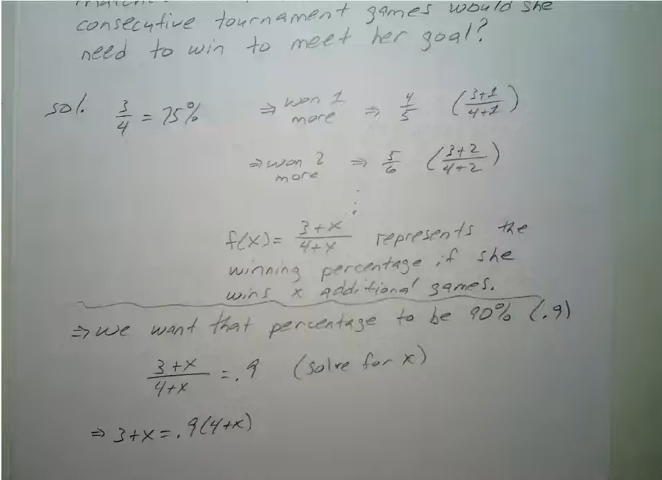 consecutive tournament games would she
need to win to meet her goal?
sol. 3/4 = 75% ⇒ won 1 more ⇒ 4/5 (3+1/4+1)
⇒ won 2 more ⇒ 5/6 (3+2/4+2)
⋮
f(x) = 3+x/4+x represents the
winning percentage if she
wins x additional games.
⇒ We want that percentage to be 90% (.9)
3+x/4+x = .9 (solve for x)
⇒ 3+x = .9(4+x)